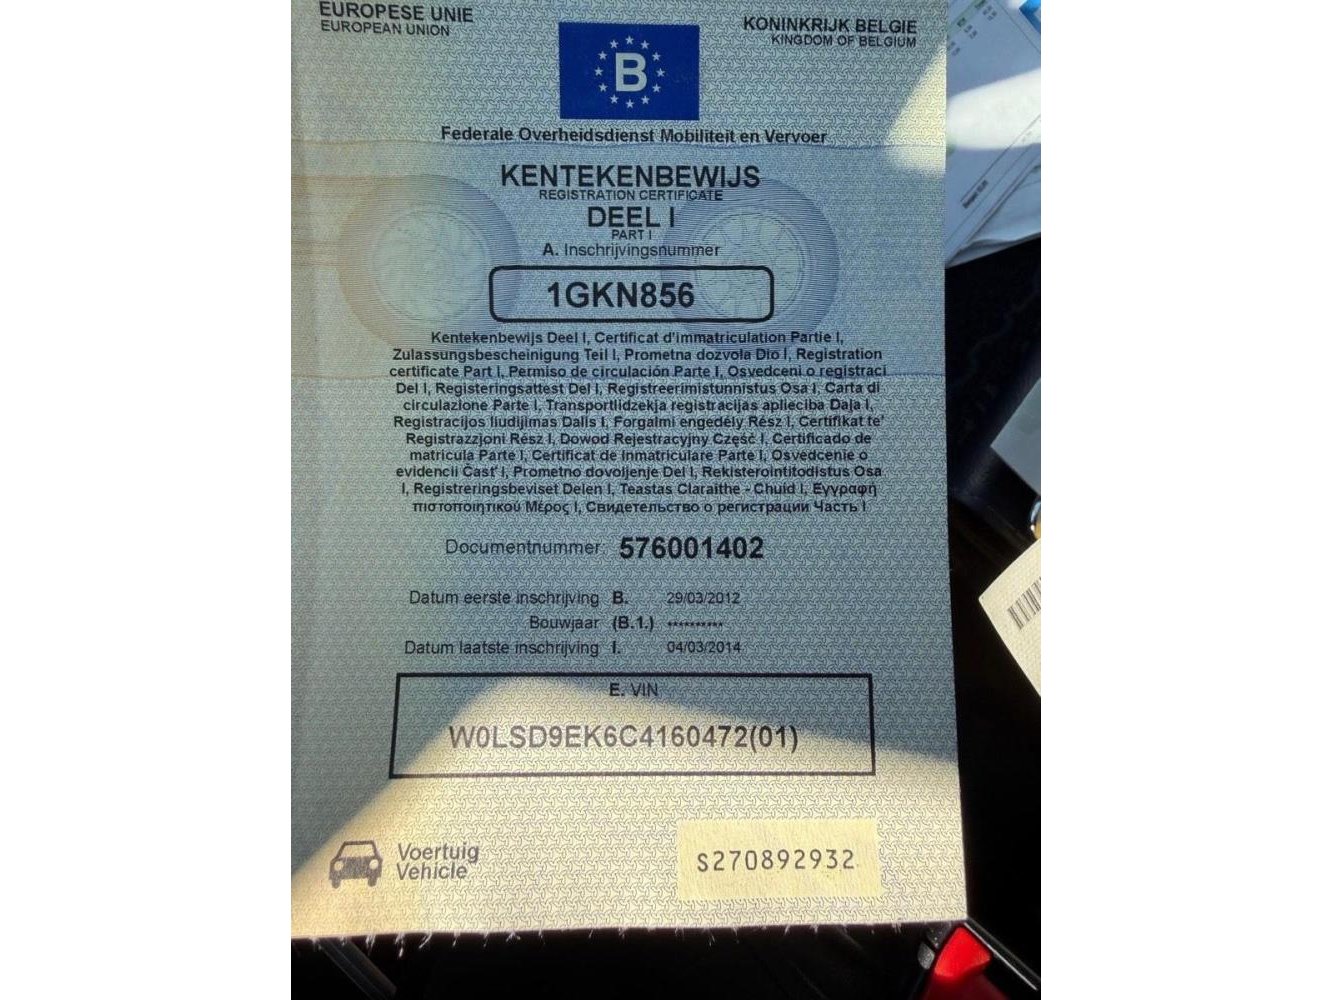 EUROPESE UNIE
EUROPEAN UNION
KONINKRIJK BELGIE
KINGDOM OF BELGIUM
B
Federale Overheidsdienst Mobiliteit en Vervoer
KENTEKENBEWIJS
REGISTRATION CERTIFICATE
DEEL I
PART I
A. Inschrijvingsnummer
1GKN856
Kentekenbewijs Deel I, Certificat d'immatriculation Partie I,
Zulassungsbescheinigung Teil I, Prometna dozvola Dio I, Registration
certificate Part I, Permiso de circulación Parte I, Osvedceni o registraci
Del I, Registeringsattest Del I, Registreerimistunnistus Osa I, Carta di
circulazione Parte I, Transportlidzekja registracijas aplieciba Daļa I,
Registracijos liudijimas Dalis I, Forgalmi engedély Rész I, Certifikat te'
Registrazzjoni Rész I, Dowod Rejestracyjny Część I, Certificado de
matricula Parte I, Certificat de inmatriculare Parte I, Osvedcenie o
evidencii Časť I, Prometno dovoljenje Del I, Rekisterointitodistus Osa
I, Registreringsbeviset Delen I, Teastas Claraithe - Chuid I, Εγγραφή
πιστοποιητικού Μέρος I, Свидетельство о регистрации Часть I
Documentnummer: 576001402
Datum eerste inschrijving B. 29/03/2012
Bouwjaar (B.1.) **********
Datum laatste inschrijving I. 04/03/2014
E. VIN
W0LSD9EK6C4160472(01)
Voertuig
Vehicle
S270892932